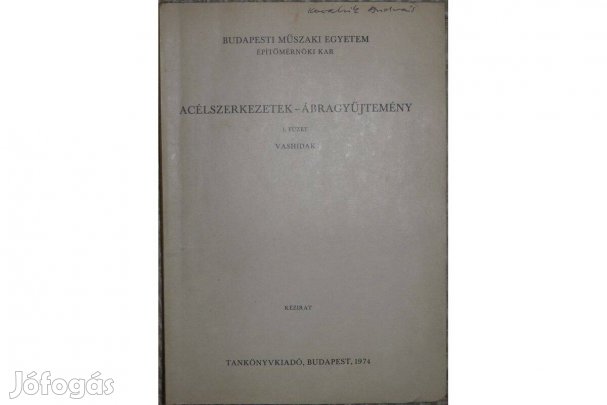 BUDAPESTI MŰSZAKI EGYETEM
ÉPÍTŐMÉRNÖKI KAR
ACÉLSZERKEZETEK – ÁBRAGYŰJTEMÉNY
I. FÜZET
VASHIDAK
KÉZIRAT
TANKÖNYVKIADÓ, BUDAPEST, 1974
Jófogás